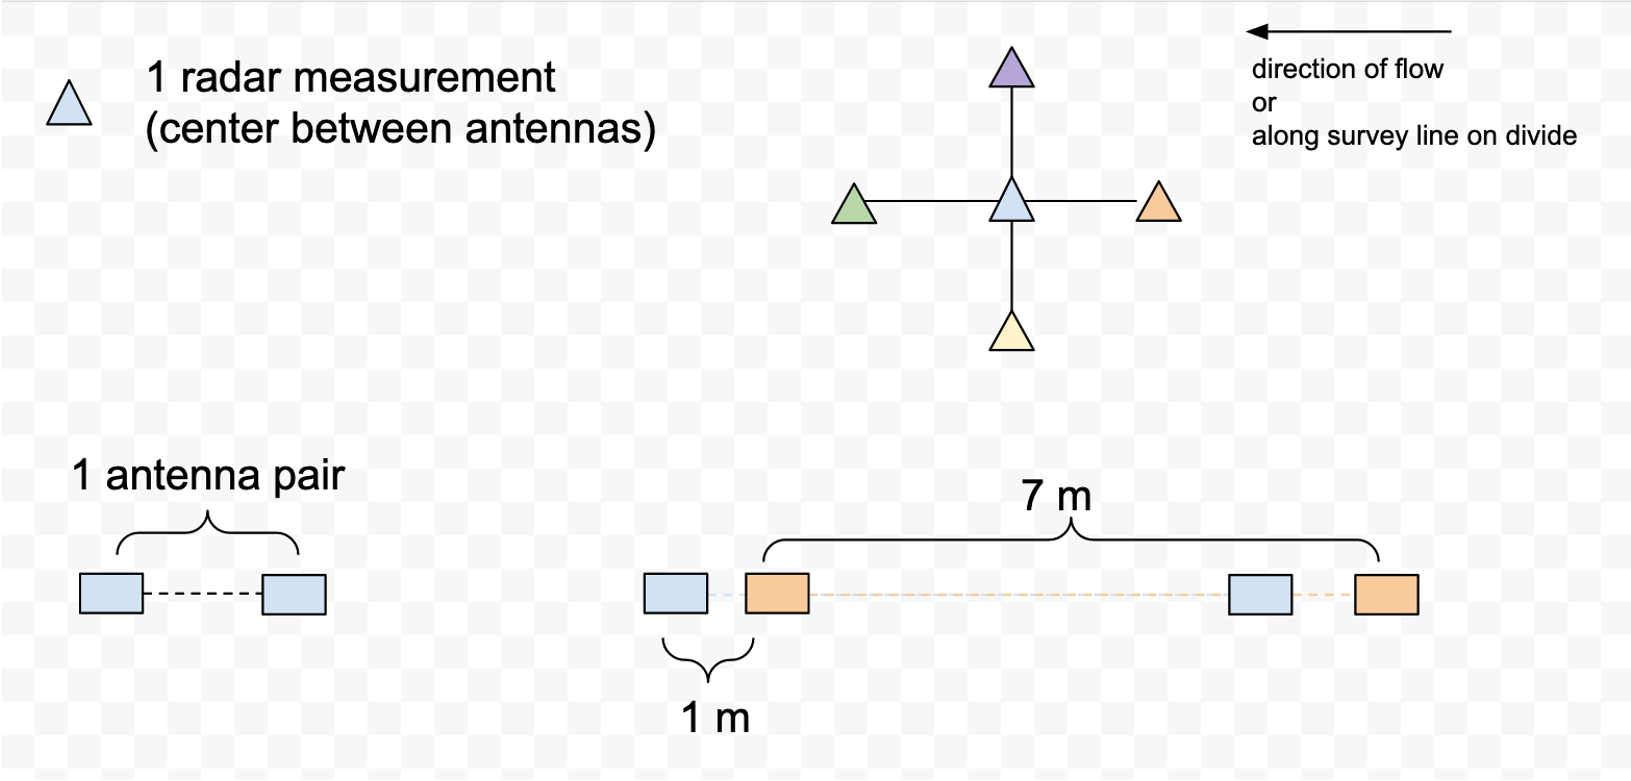 1 radar measurement
(center between antennas)
direction of flow
or
along survey line on divide
1 antenna pair
7 m
1 m